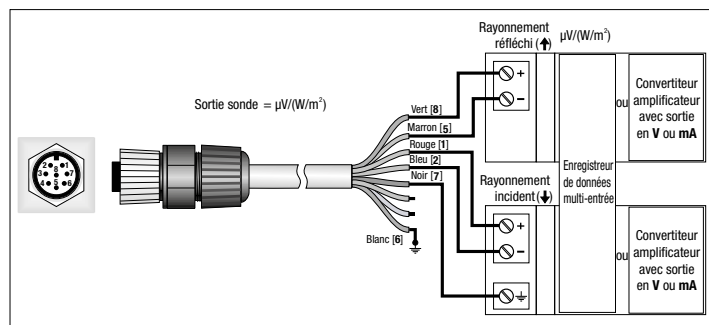 Rayonnement
réfléchi (↑) µV/(W/m²)
+
−
Sortie sonde = µV/(W/m²)
Vert [8]
Marron [5]
Rouge [1]
Bleu [2]
Noir [7]
Blanc [6]
ou
Convertiteur
amplificateur
avec sortie
en V ou mA
Enregistreur
de données
multi-entrée
Rayonnement
incident (↓)
+
−
ou
Convertiteur
amplificateur
avec sortie
en V ou mA
2 1
3 7
4 6